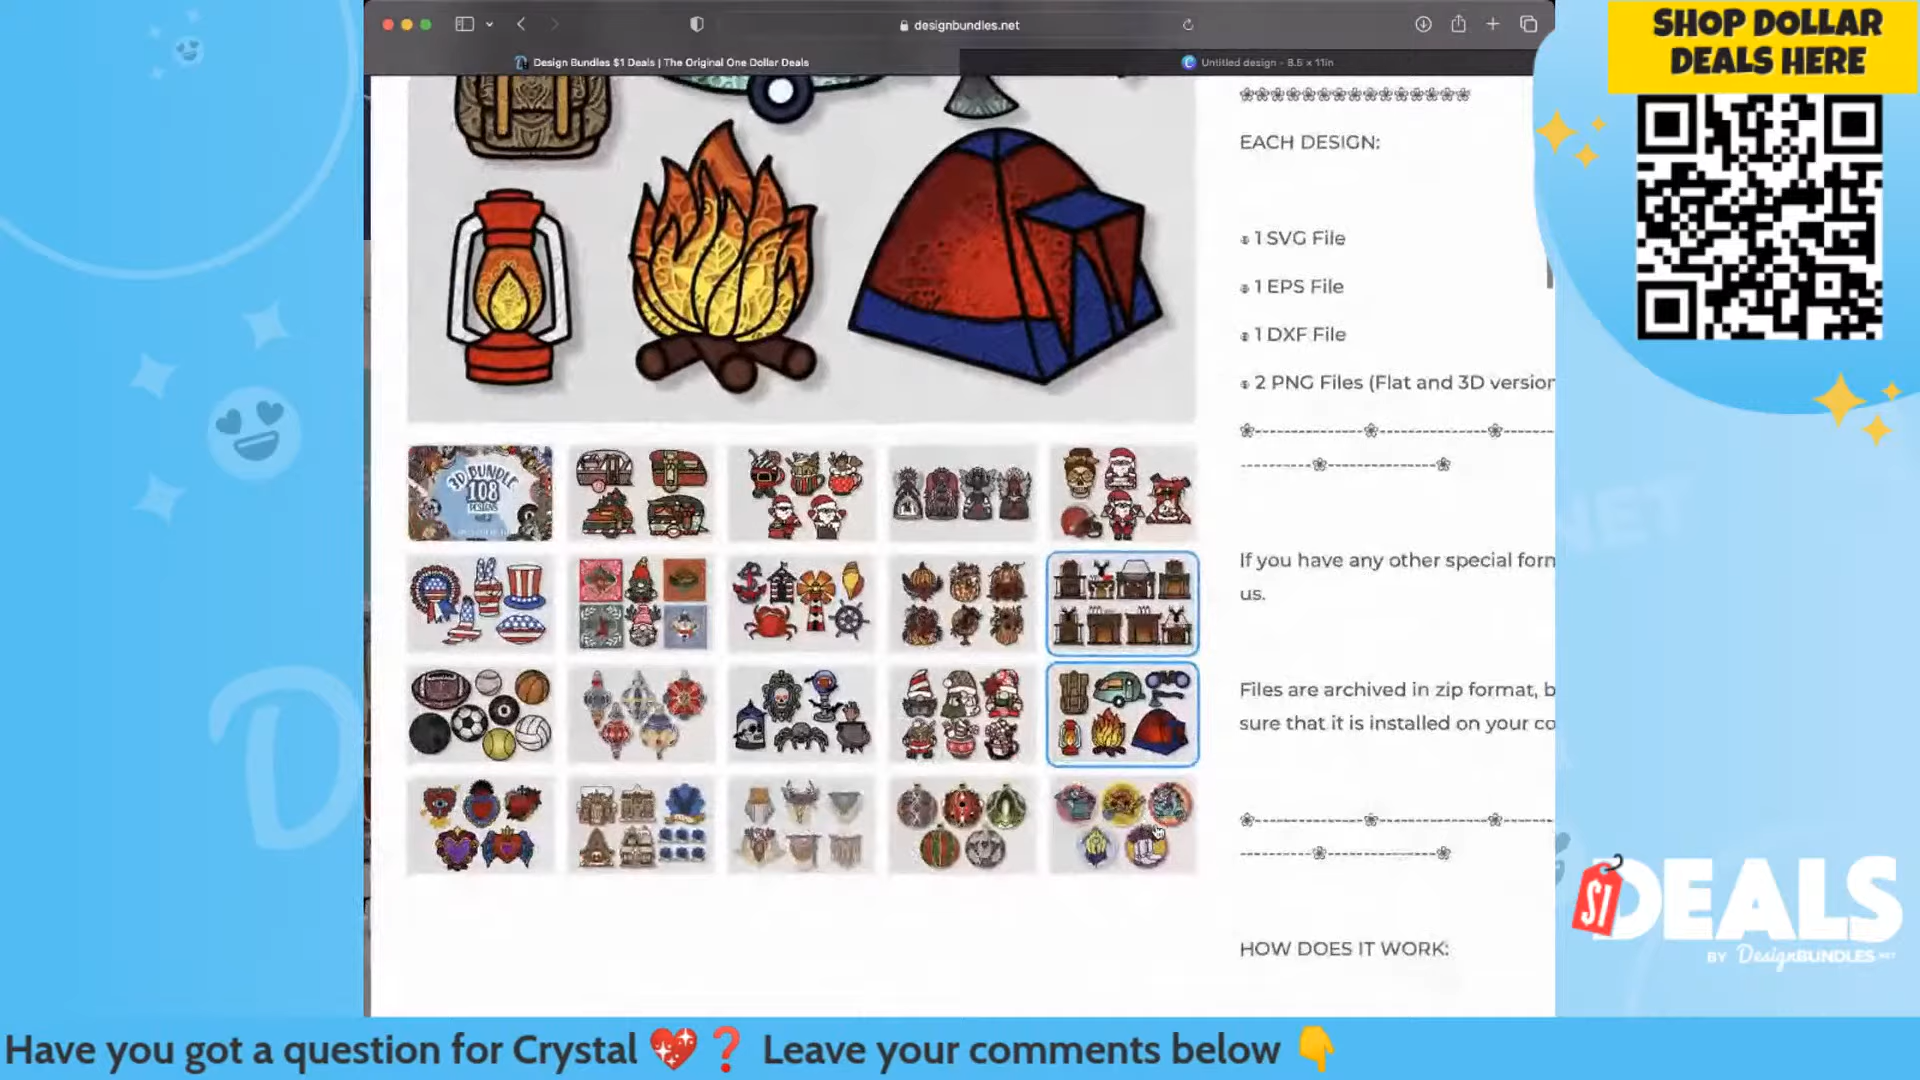 designbundles.net
Design Bundles $1 Deals | The Original One Dollar Deals
Untitled design - 8.5 x 11in
SHOP DOLLAR
DEALS HERE
EACH DESIGN:
1 SVG File
1 EPS File
1 DXF File
2 PNG Files (Flat and 3D version
3D BUNDLE
108
DESIGNS
If you have any other special form
us.
Files are archived in zip format, b
sure that it is installed on your co
HOW DOES IT WORK:
$1
DEALS
BY DesignBUNDLES.NET
Have you got a question for Crystal 💖❓ Leave your comments below 👇